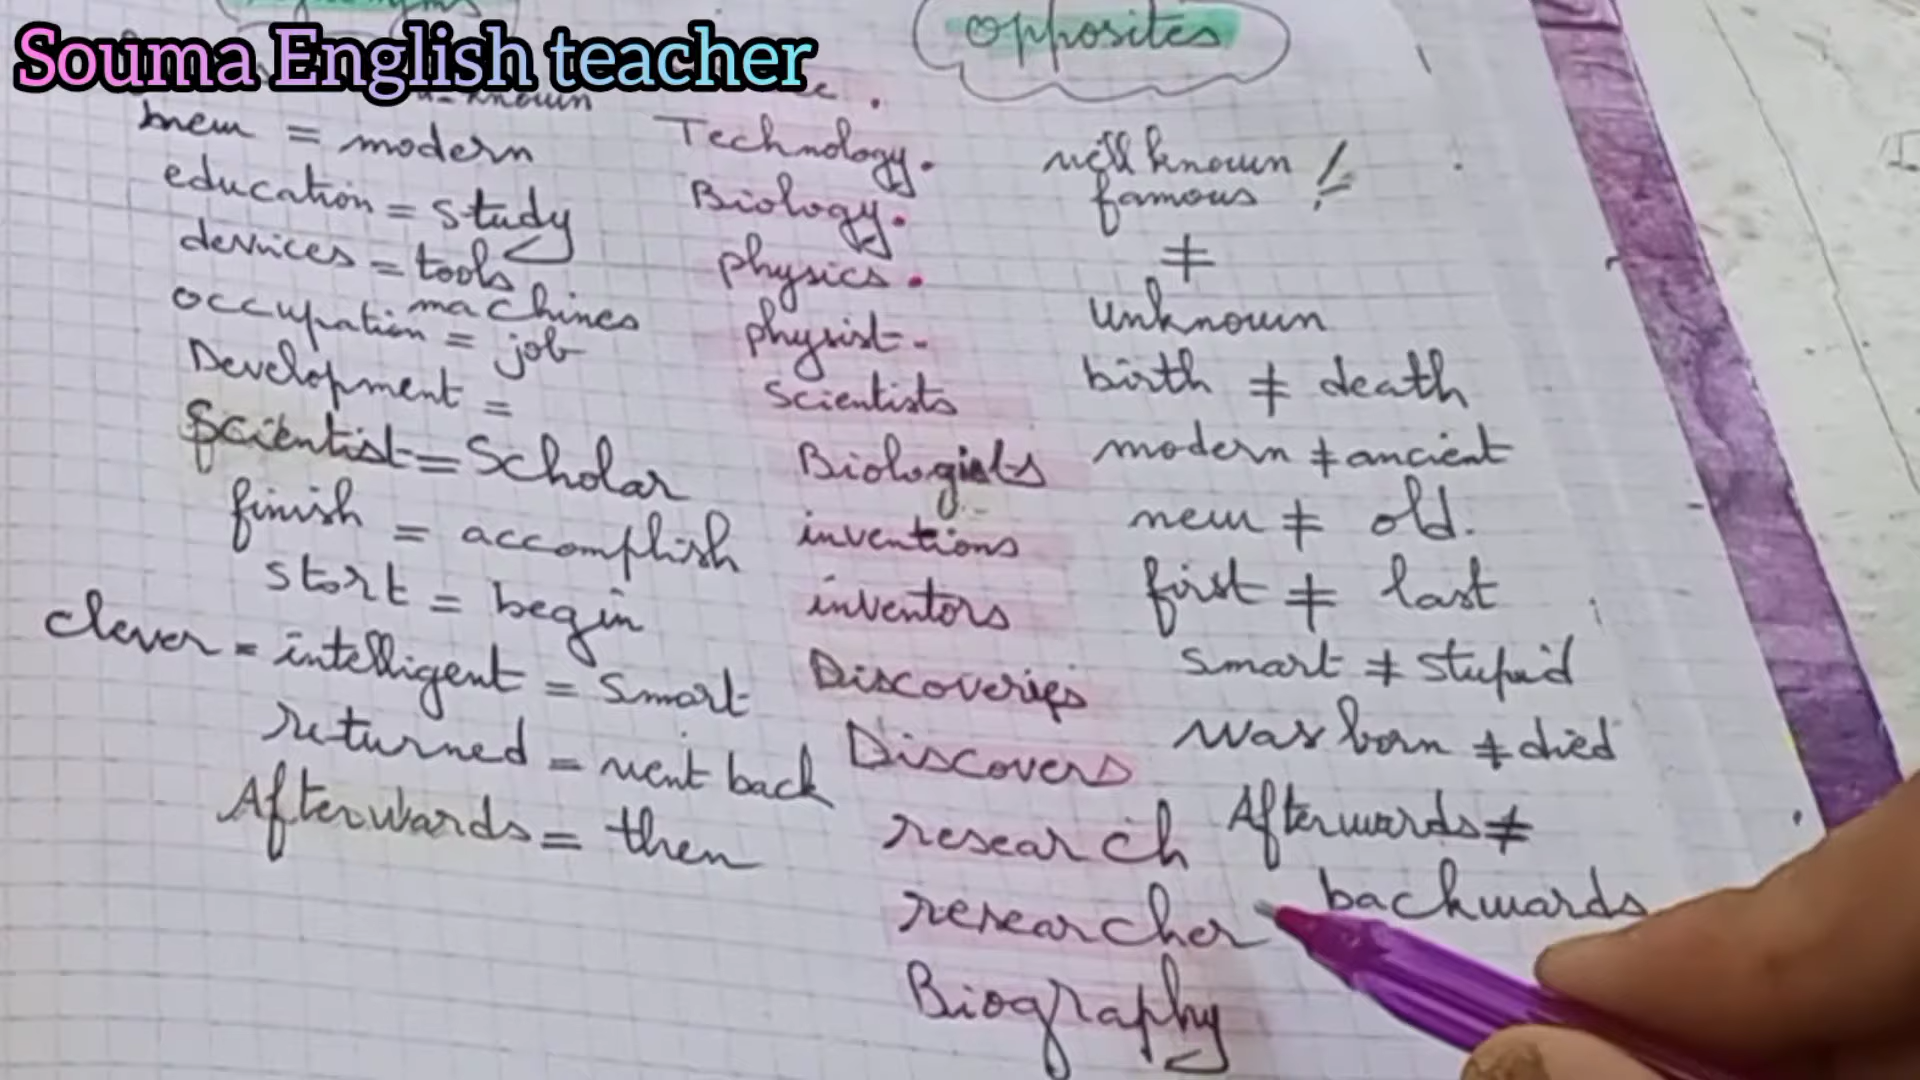 Souma English teacher
opposites
new = modern
education = study
devices = tools
machines
occupation = job
Development =
Scientist = Scholar
finish = accomplish
start = begin
clever = intelligent = smart
returned = went back
Afterwards = then
Technology.
Biology.
physics.
physist
scientists
Biologists
inventions
inventors
Discoveries
Discovers
research
researcher
Biography
well known
famous
≠
unknown
birth ≠ death
modern ≠ ancient
new ≠ old.
first ≠ last
smart ≠ stupid
was born ≠ died
Afterwards ≠
backwards